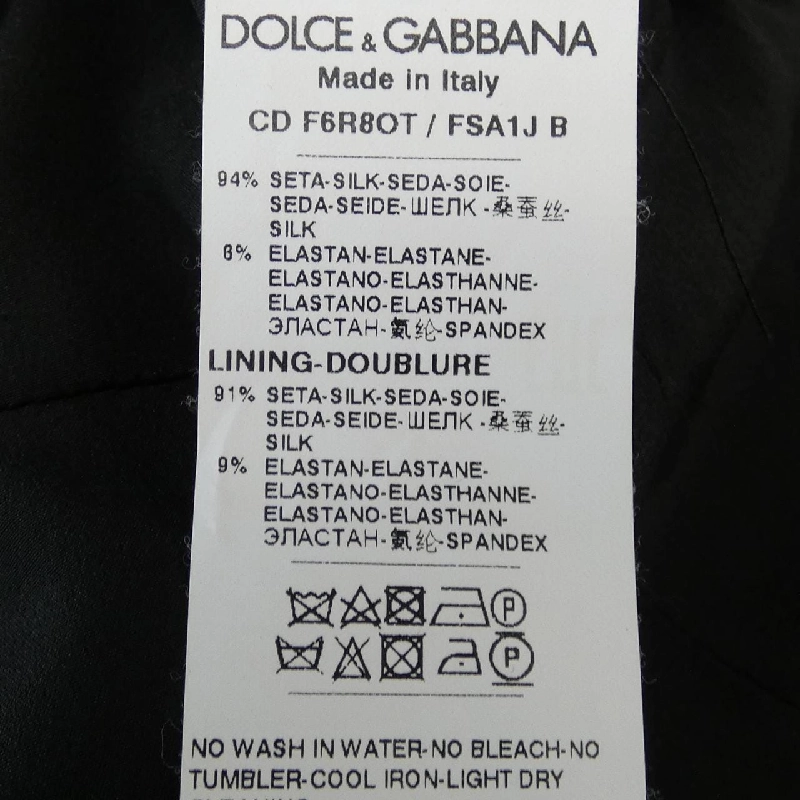 DOLCE & GABBANA
Made in Italy
CD F6R8OT / FSA1J B
94% SETA-SILK-SEDA-SOIE-
SEDA-SEIDE-ШЕЛК -桑蚕丝-
SILK
6% ELASTAN-ELASTANE-
ELASTANO-ELASTHANNE-
ELASTANO-ELASTHAN-
ЭЛАСТАН-氨纶-SPANDEX
LINING-DOUBLURE
91% SETA-SILK-SEDA-SOIE-
SEDA-SEIDE-ШЕЛК -桑蚕丝-
SILK
9% ELASTAN-ELASTANE-
ELASTANO-ELASTHANNE-
ELASTANO-ELASTHAN-
ЭЛАСТАН-氨纶-SPANDEX
P
P
NO WASH IN WATER-NO BLEACH-NO
TUMBLER-COOL IRON-LIGHT DRY